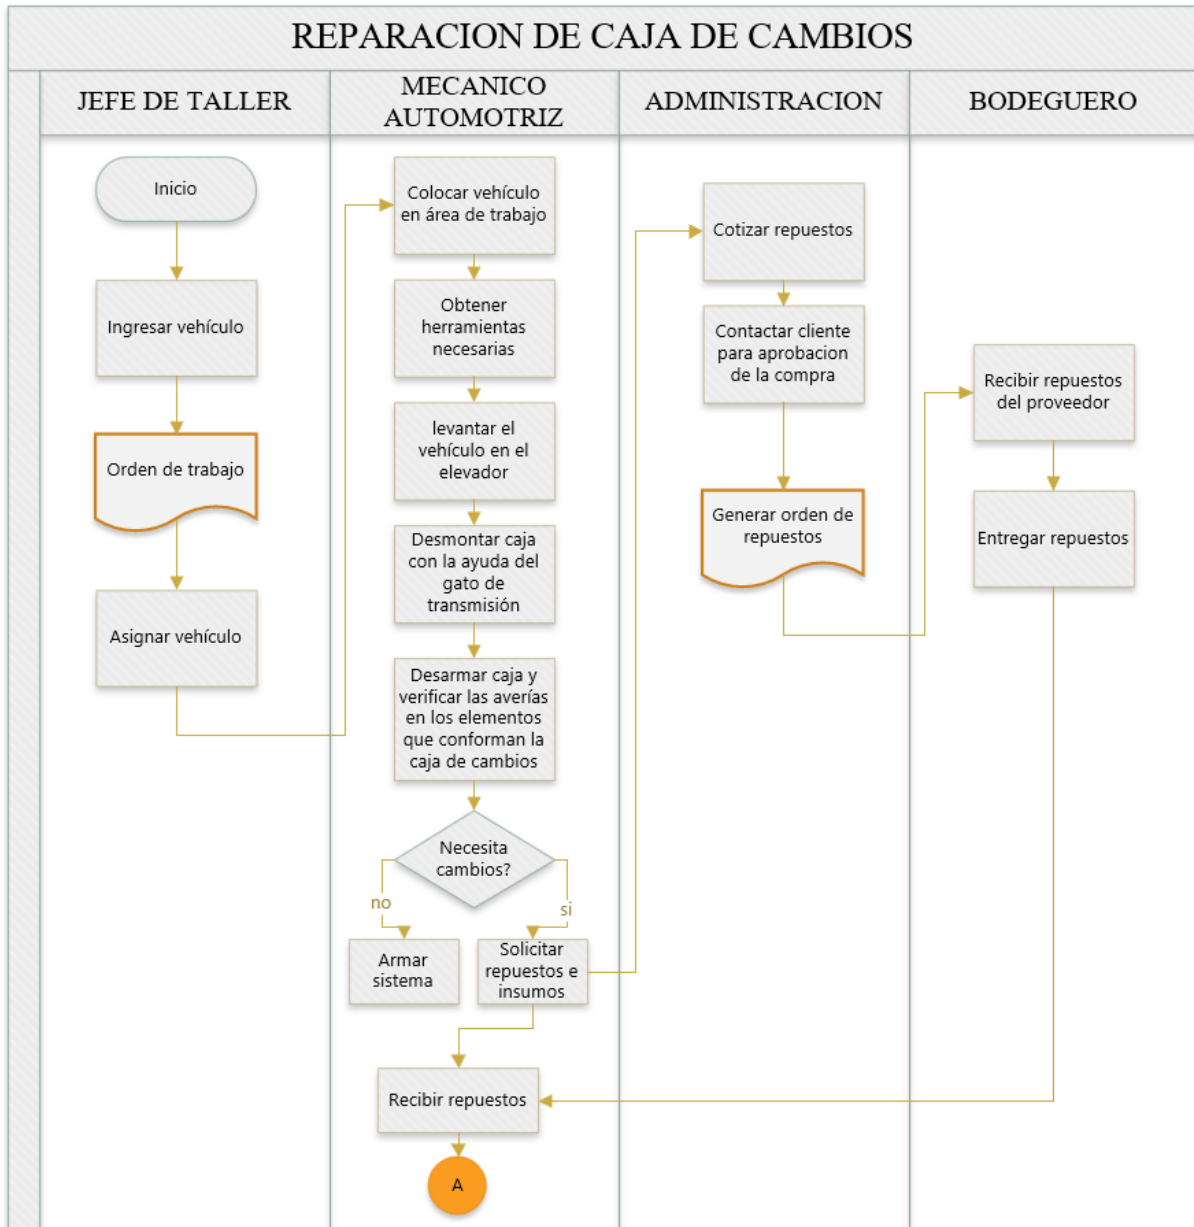 REPARACION DE CAJA DE CAMBIOS
JEFE DE TALLER
MECANICO
AUTOMOTRIZ
ADMINISTRACION
BODEGUERO
Inicio
Ingresar vehículo
Orden de trabajo
Asignar vehículo
Colocar vehículo
en área de trabajo
Obtener
herramientas
necesarias
levantar el
vehículo en el
elevador
Desmontar caja
con la ayuda del
gato de
transmisión
Desarmar caja y
verificar las averías
en los elementos
que conforman la
caja de cambios
Necesita
cambios?
no
si
Armar
sistema
Solicitar
repuestos e
insumos
Recibir repuestos
A
Cotizar repuestos
Contactar cliente
para aprobacion
de la compra
Generar orden de
repuestos
Recibir repuestos
del proveedor
Entregar repuestos